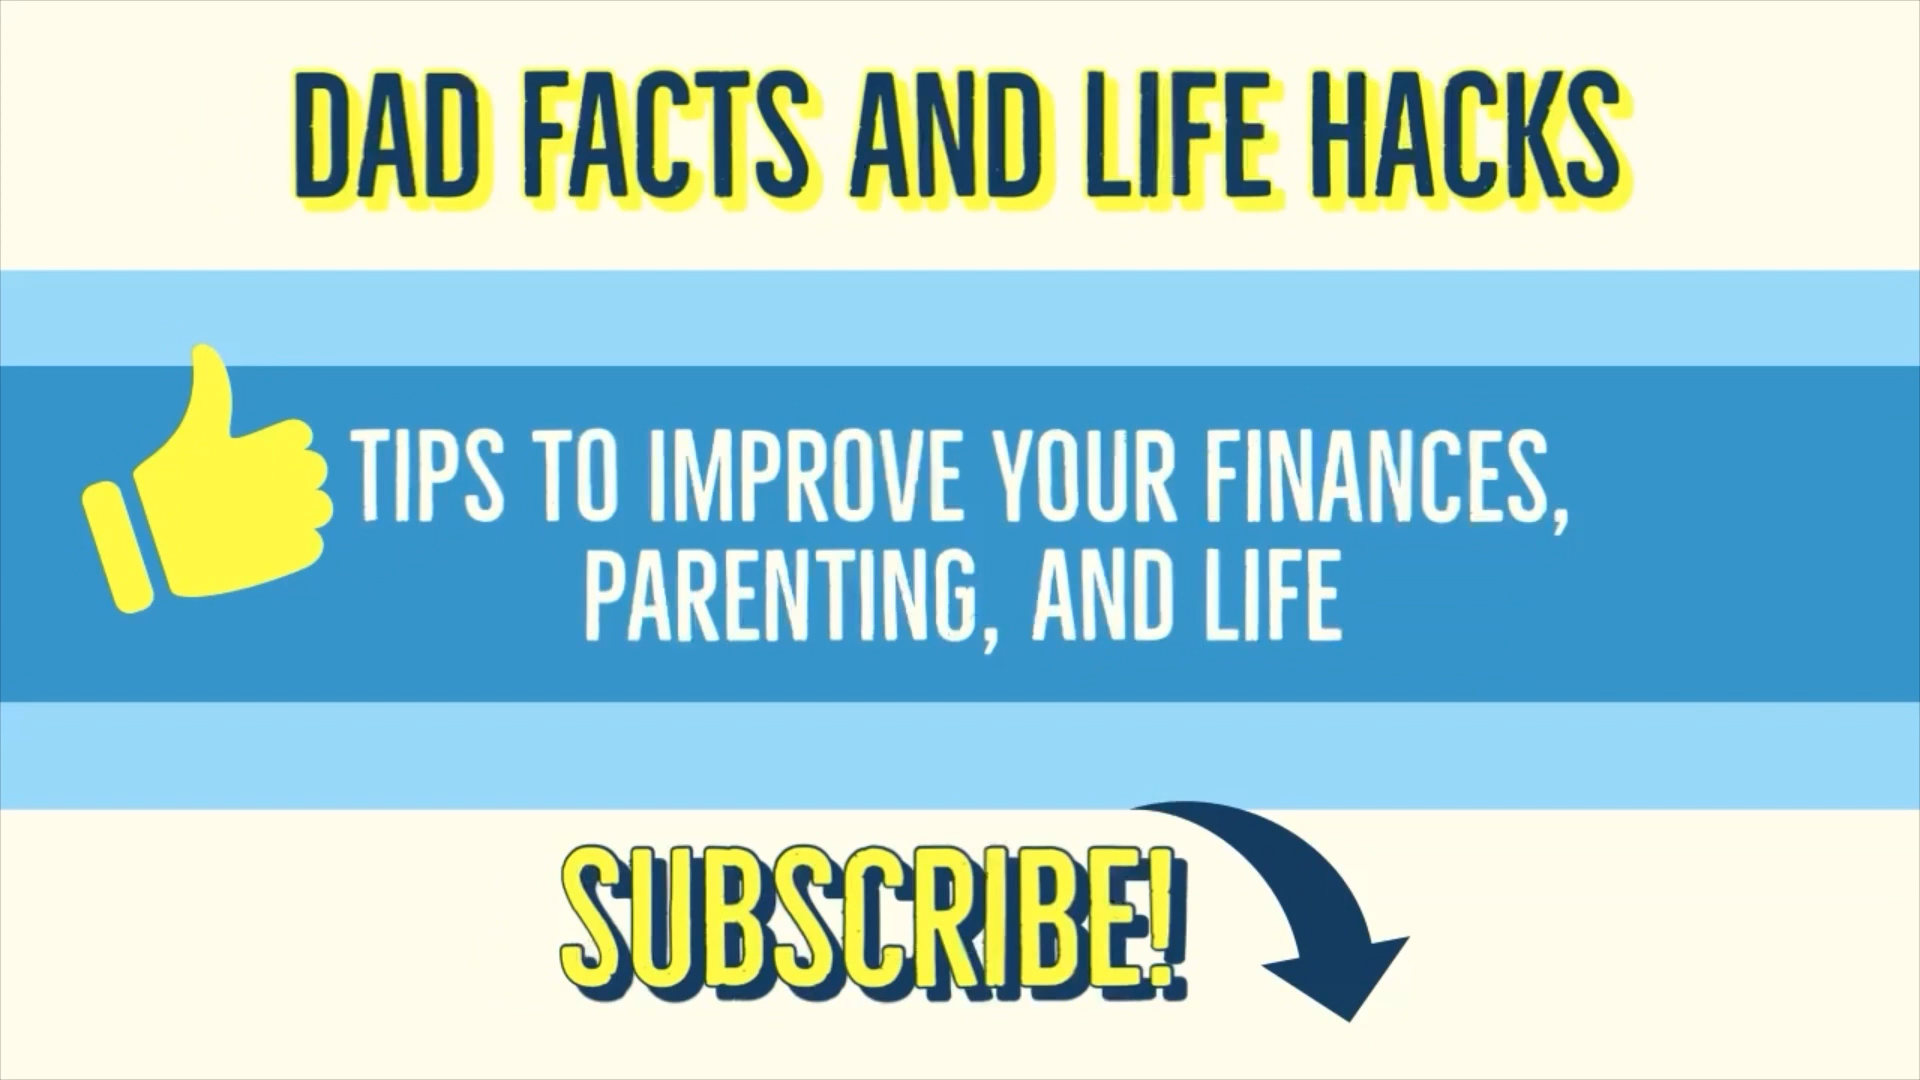 DAD FACTS AND LIFE HACKS
TIPS TO IMPROVE YOUR FINANCES,
PARENTING, AND LIFE
SUBSCRIBE!